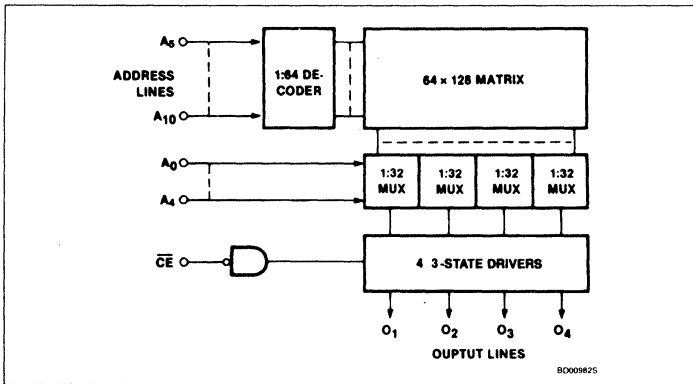 A5
ADDRESS
LINES
A10
1:64 DE-
CODER
64 × 128 MATRIX
A0
A4
1:32
MUX
1:32
MUX
1:32
MUX
1:32
MUX
CE
4 3-STATE DRIVERS
O1 O2 O3 O4
OUPTUT LINES
BD00982S